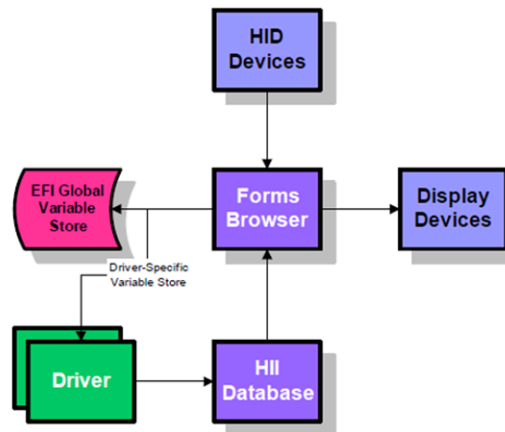 HID
Devices
EFI Global
Variable
Store
Forms
Browser
Display
Devices
Driver-Specific
Variable Store
Driver
HII
Database